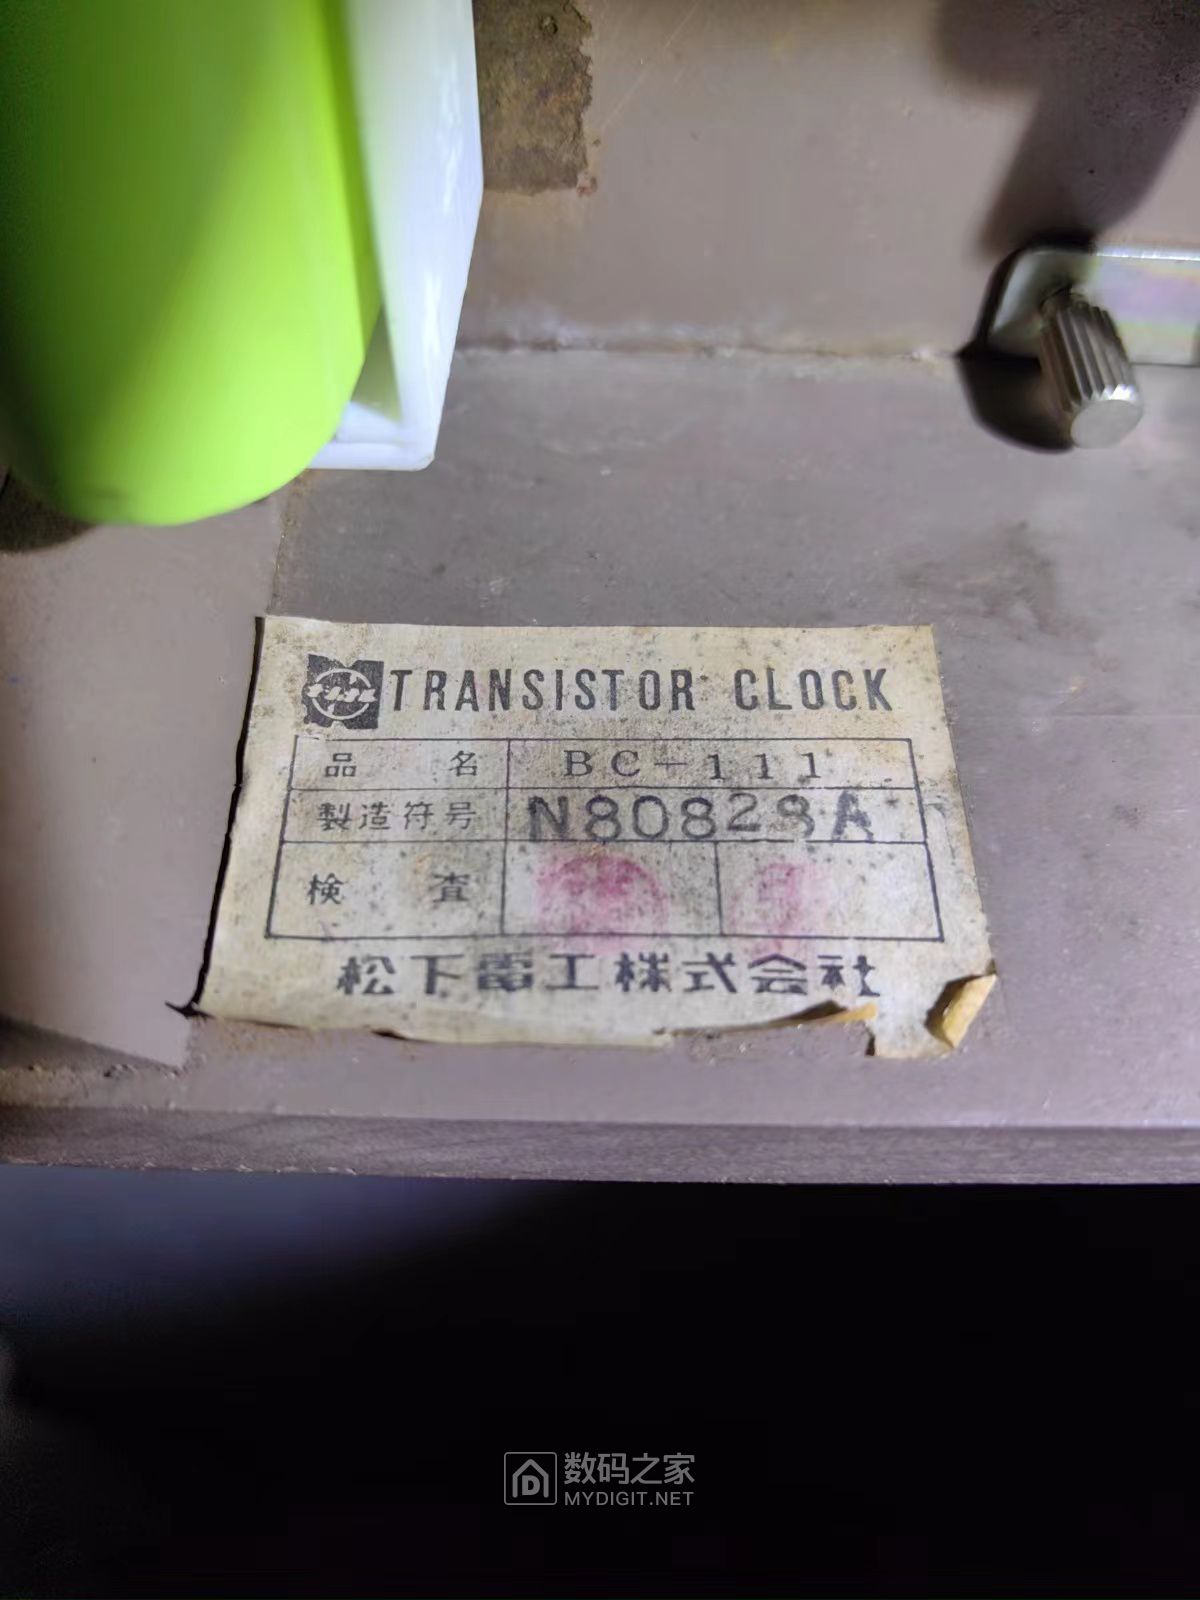 TRANSISTOR CLOCK
品名 BC-111
製造符号 N80828A
検査
松下電工株式会社
数码之家
MYDIGIT.NET